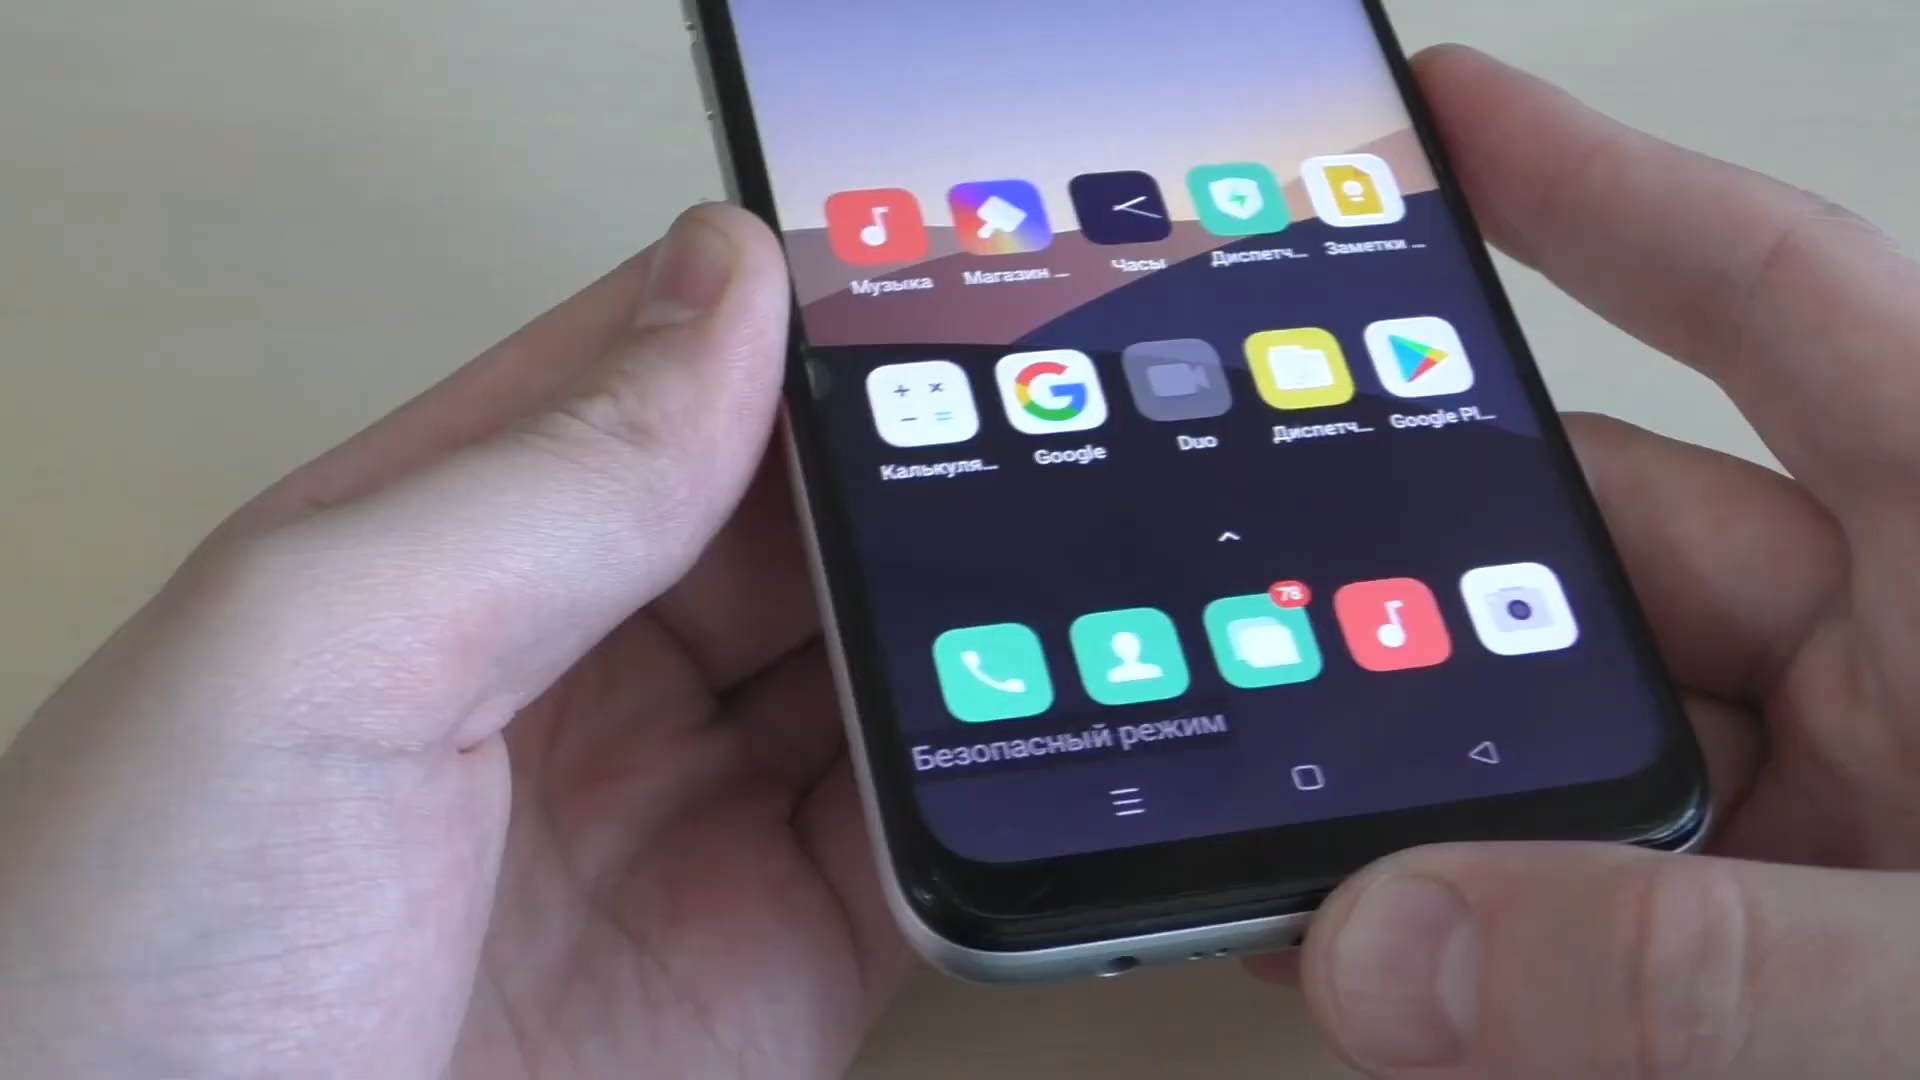 Музыка
Магазин ...
Часы
Диспетч...
Заметки ...
Калькуля...
Google
Duo
Диспетч...
Google Pl...
78
Безопасный режим